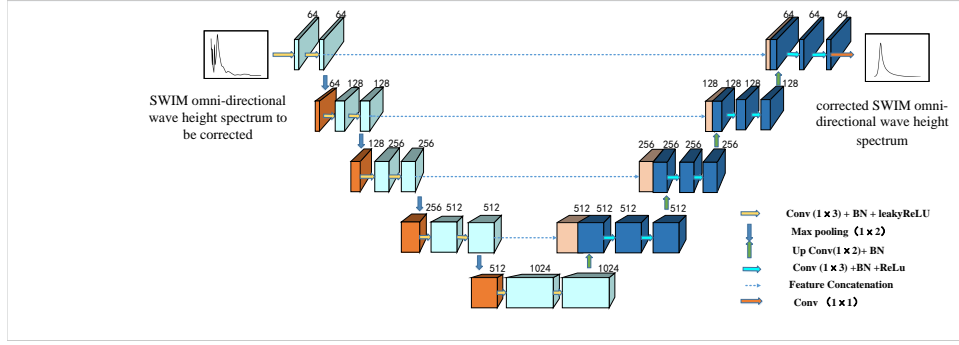 64 64 64 64 64
SWIM omni-directional
wave height spectrum to
be corrected
corrected SWIM omni-
directional wave height
spectrum
64 128 128 128 128 128 128
128 256 256 256 256 256 256
256 512 512 512 512 512 512
512 1024 1024
Conv (1 x 3) + BN + leakyReLU
Max pooling (1 x 2)
Up Conv(1 x 2)+ BN
Conv (1 x 3) +BN +ReLu
Feature Concatenation
Conv (1 x 1)